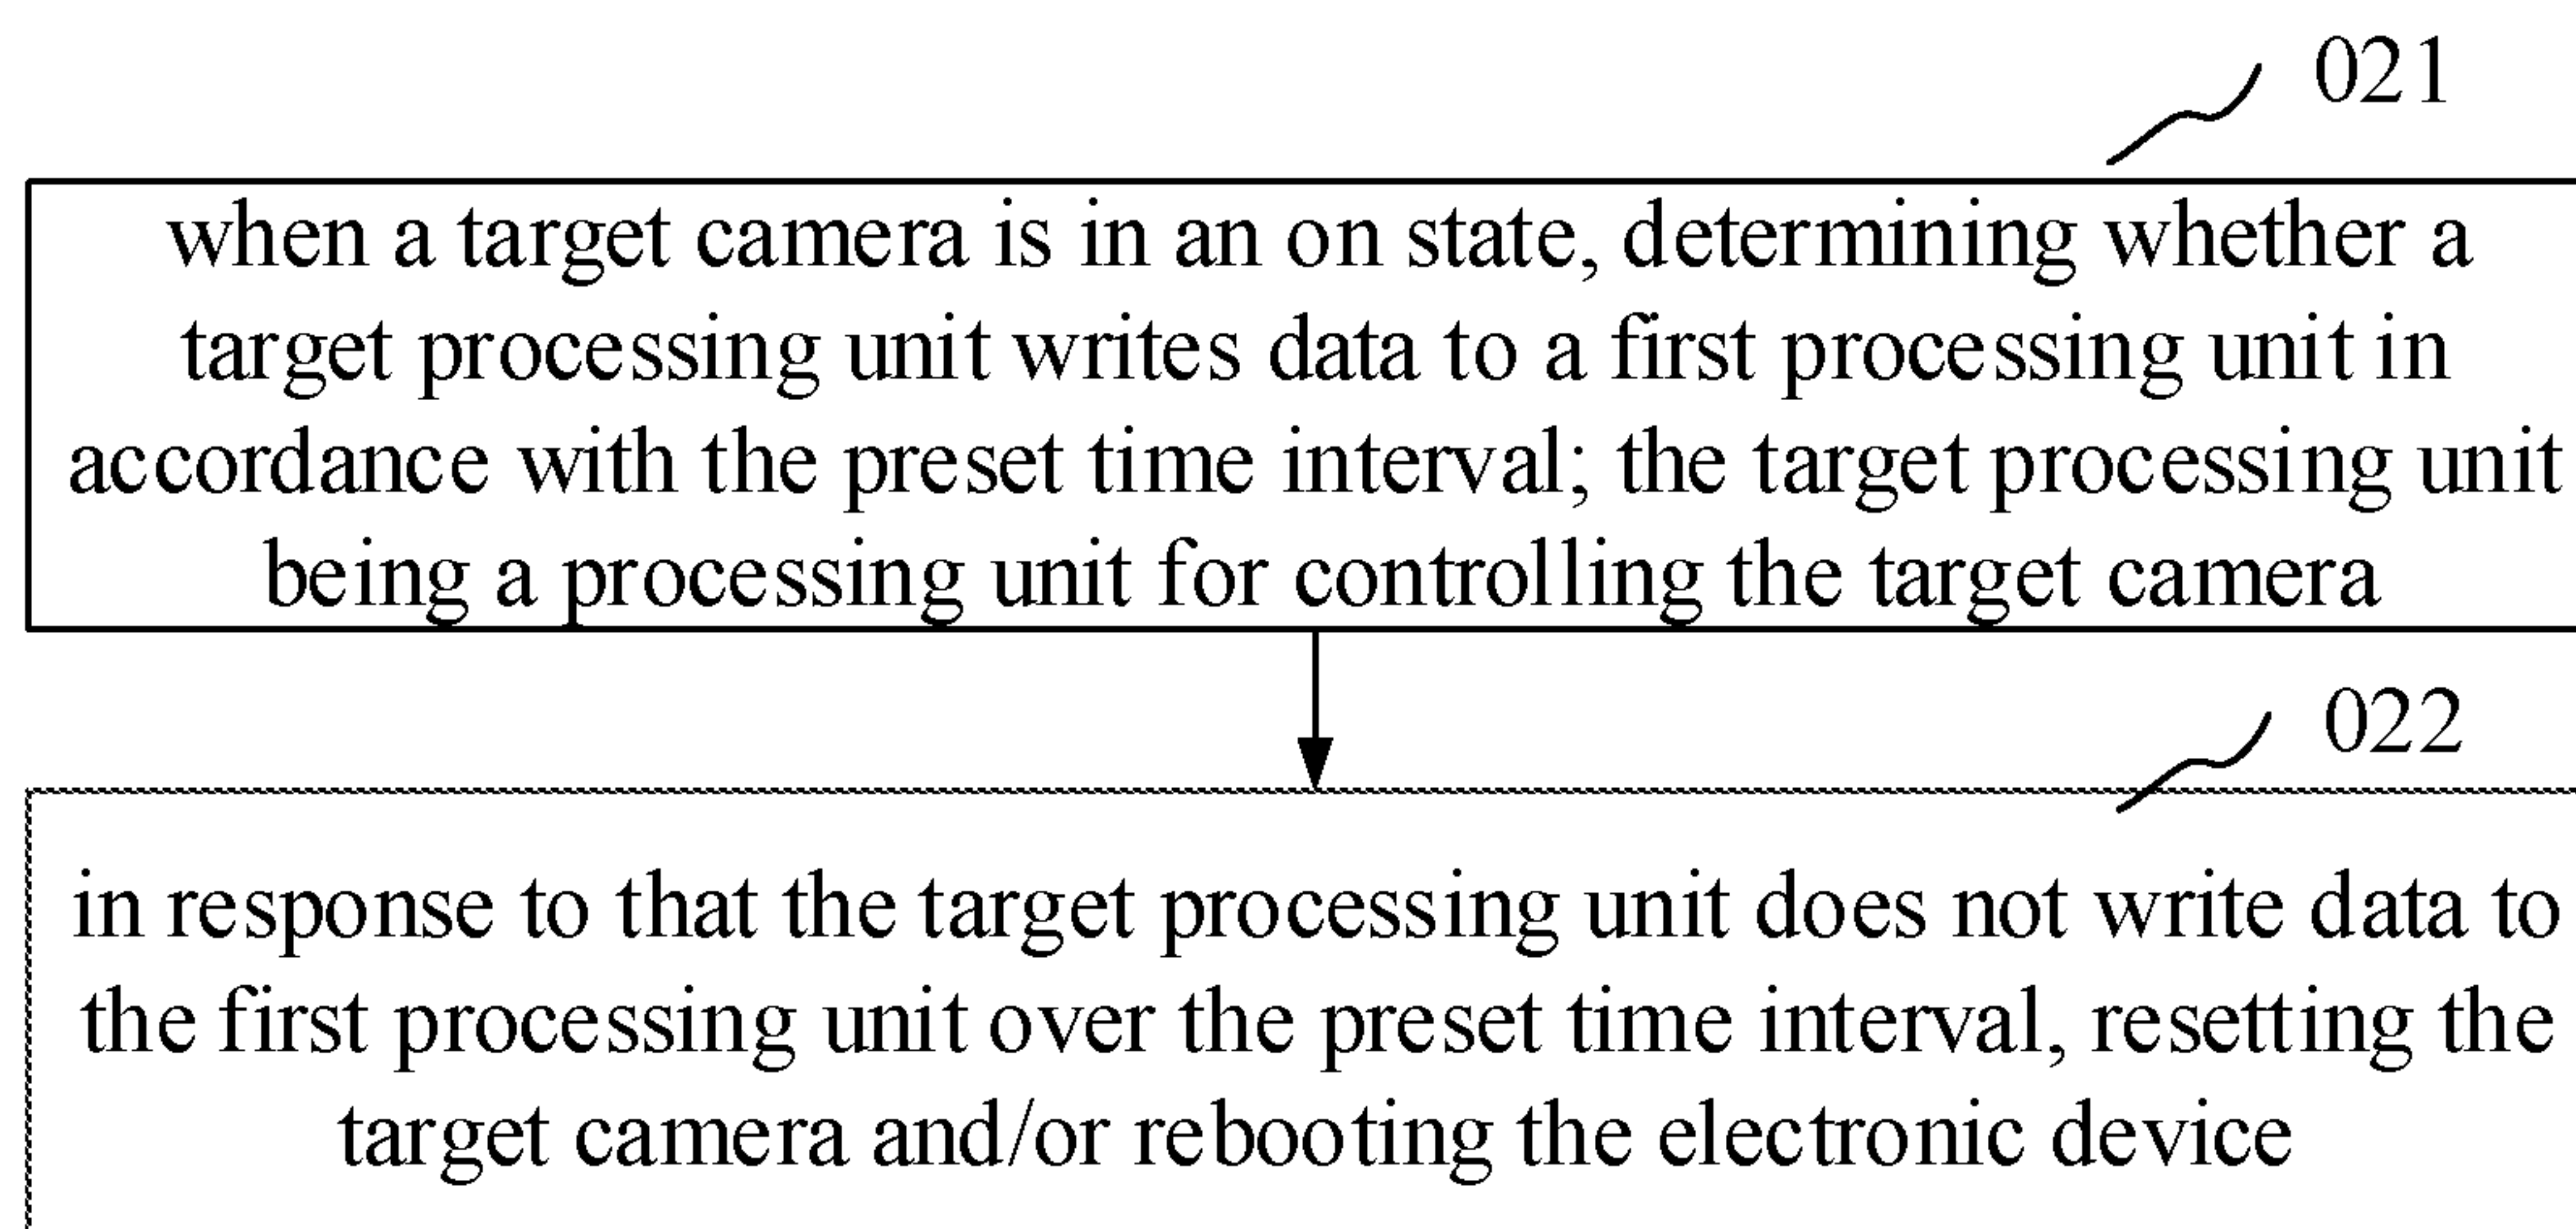 021
when a target camera is in an on state, determining whether a
target processing unit writes data to a first processing unit in
accordance with the preset time interval; the target processing unit
being a processing unit for controlling the target camera
022
in response to that the target processing unit does not write data to
the first processing unit over the preset time interval, resetting the
target camera and/or rebooting the electronic device